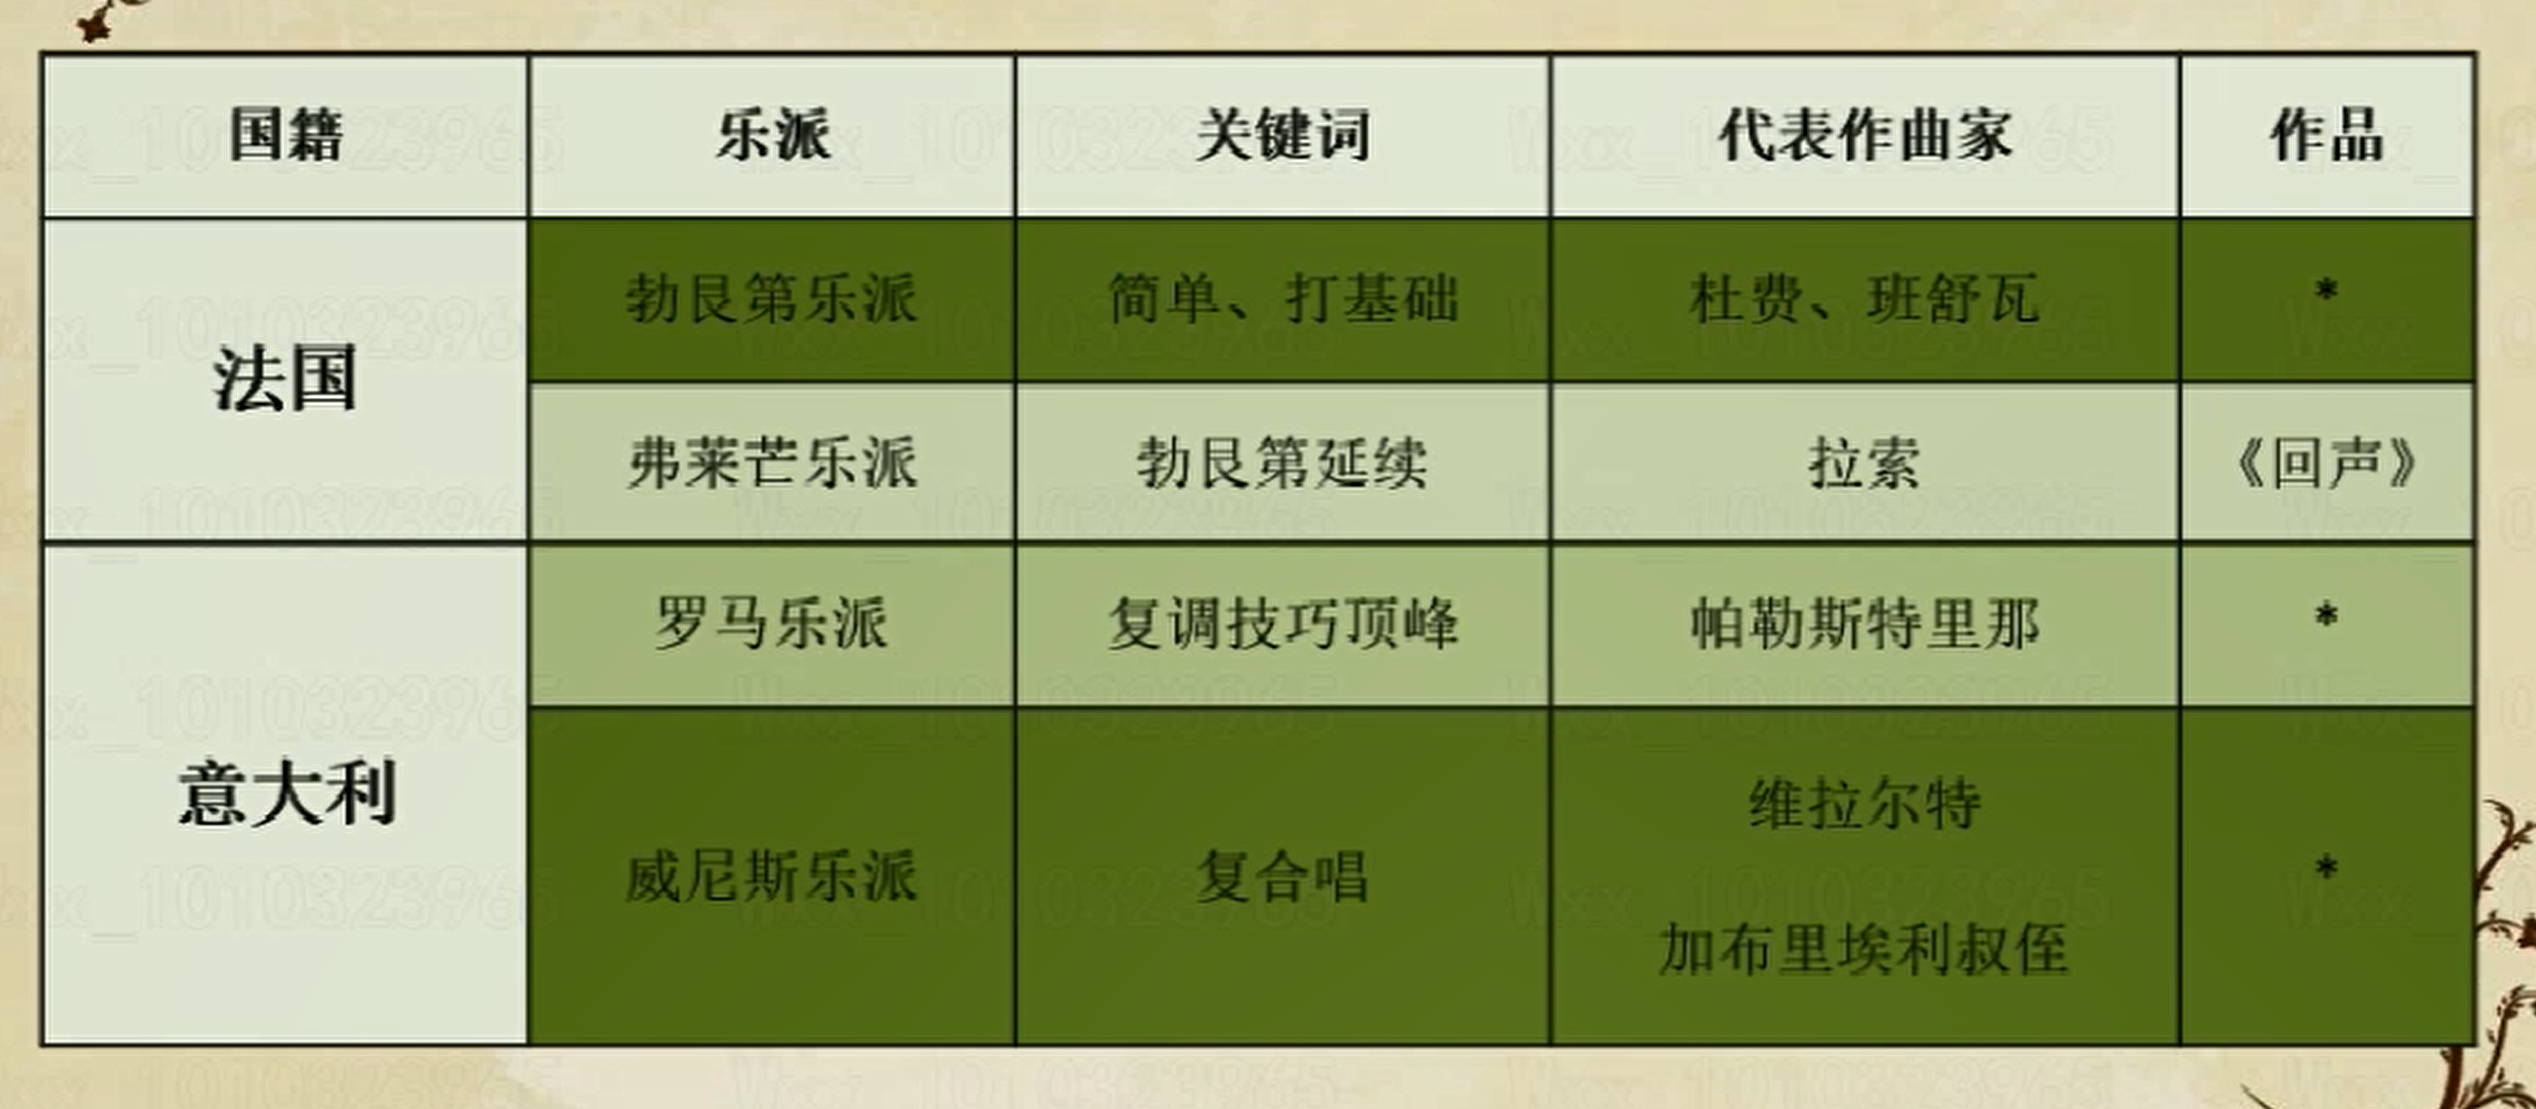 国籍 乐派 关键词 代表作曲家 作品
法国
勃艮第乐派 简单、打基础 杜费、班舒瓦 *
弗莱芒乐派 勃艮第延续 拉索 《回声》
意大利
罗马乐派 复调技巧顶峰 帕勒斯特里那 *
威尼斯乐派 复合唱 维拉尔特 *
加布里埃利叔侄